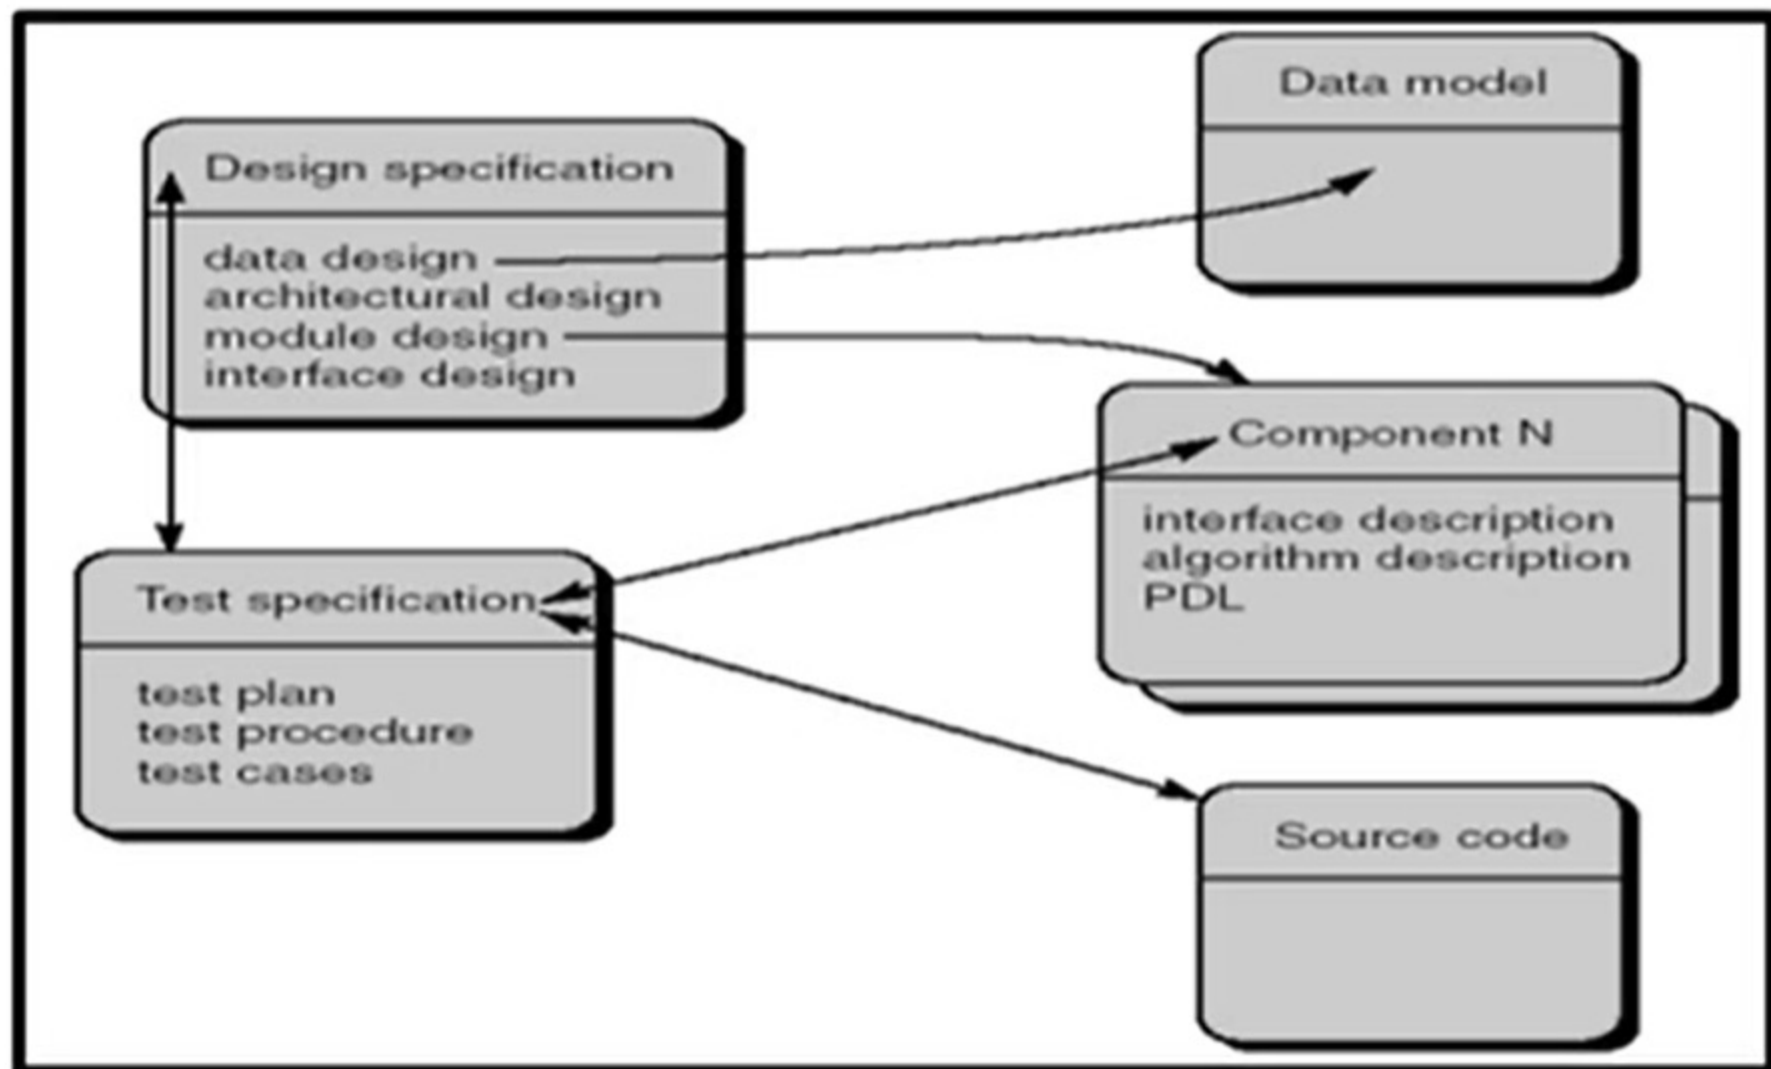 Data model
Design specification
data design
architectural design
module design
interface design
Component N
interface description
algorithm description
PDL
Test specification
test plan
test procedure
test cases
Source code